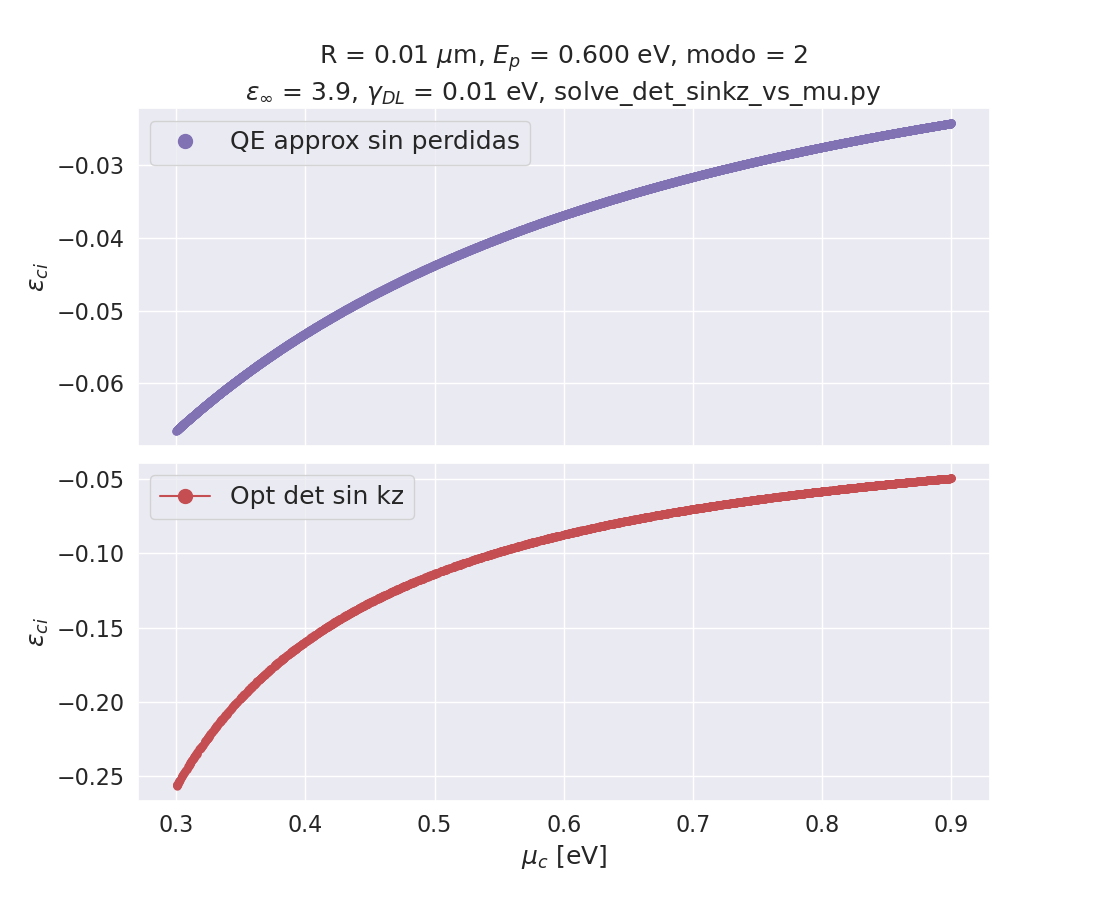 R = 0.01 μm, E_p = 0.600 eV, modo = 2
ε_∞ = 3.9, γ_DL = 0.01 eV, solve_det_sinkz_vs_mu.py
QE approx sin perdidas
−0.03
−0.04
−0.05
−0.06
ε_ci
Opt det sin kz
−0.05
−0.10
−0.15
−0.20
−0.25
ε_ci
0.3 0.4 0.5 0.6 0.7 0.8 0.9
μ_c [eV]